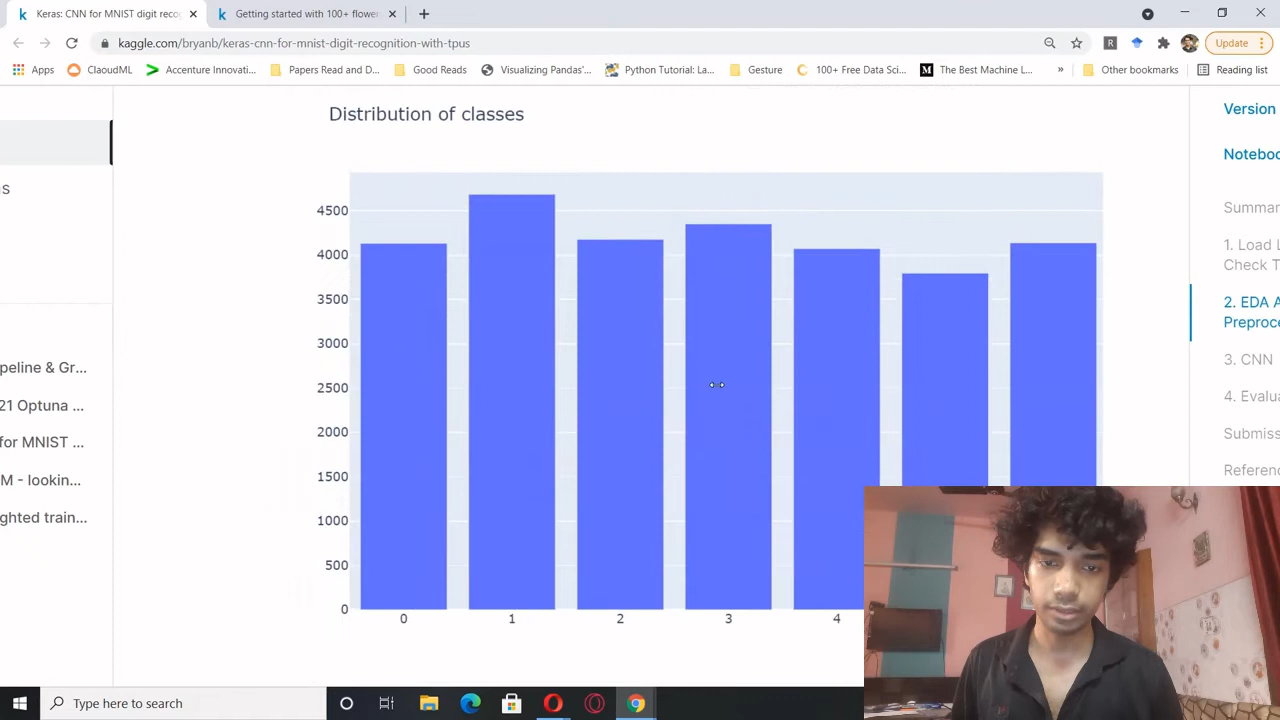 Keras: CNN for MNIST digit recog
Getting started with 100+ flower
kaggle.com/bryanb/keras-cnn-for-mnist-digit-recognition-with-tpus
Update
Apps
ClaoudML
Accenture Innovati...
Papers Read and D...
Good Reads
Visualizing Pandas'...
Python Tutorial: La...
Gesture
100+ Free Data Sci...
The Best Machine L...
»
Other bookmarks
Reading list
Distribution of classes
4500
4000
3500
3000
2500
2000
1500
1000
500
0
0 1 2 3 4
gs
peline & Gr...
21 Optuna ...
for MNIST ...
M - lookin...
ghted train...
Version
Noteboo
Summar
1. Load L
Check T
2. EDA A
Preproce
3. CNN
4. Evalua
Submiss
Referenc
Type here to search